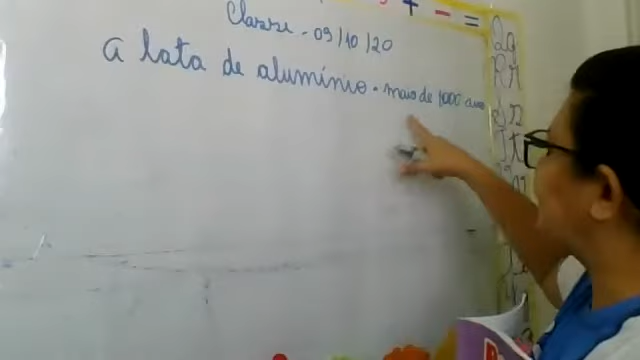 + - =
Classe - 09/10/20
a lata de alumínio - mais de 1000 anos